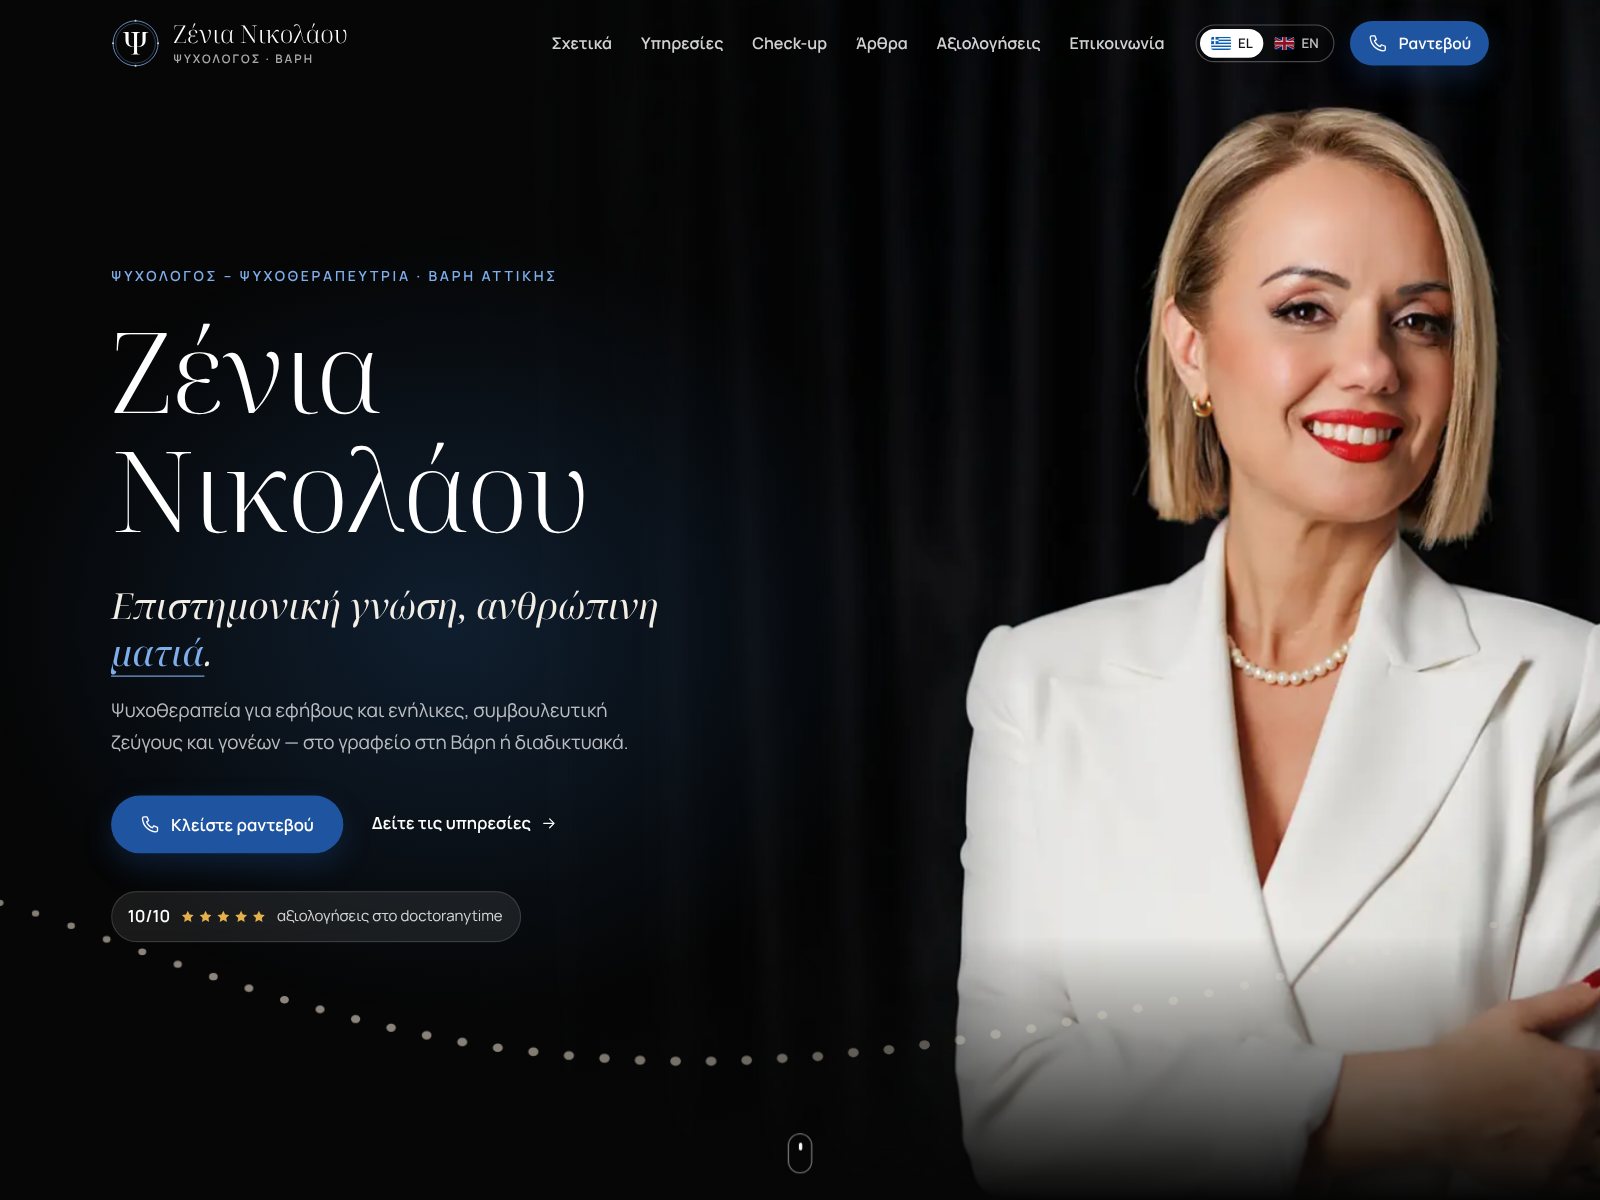 Ψ
Ζένια Νικολάου
ΨΥΧΟΛΟΓΟΣ · ΒΑΡΗ
Σχετικά
Υπηρεσίες
Check-up
Άρθρα
Αξιολογήσεις
Επικοινωνία
EL
EN
Ραντεβού
ΨΥΧΟΛΟΓΟΣ – ΨΥΧΟΘΕΡΑΠΕΥΤΡΙΑ · ΒΑΡΗ ΑΤΤΙΚΗΣ
Ζένια
Νικολάου
Επιστημονική γνώση, ανθρώπινη
ματιά.
Ψυχοθεραπεία για εφήβους και ενήλικες, συμβουλευτική
ζεύγους και γονέων — στο γραφείο στη Βάρη ή διαδικτυακά.
Κλείστε ραντεβού
Δείτε τις υπηρεσίες →
10/10 ★★★★★ αξιολογήσεις στο doctoranytime